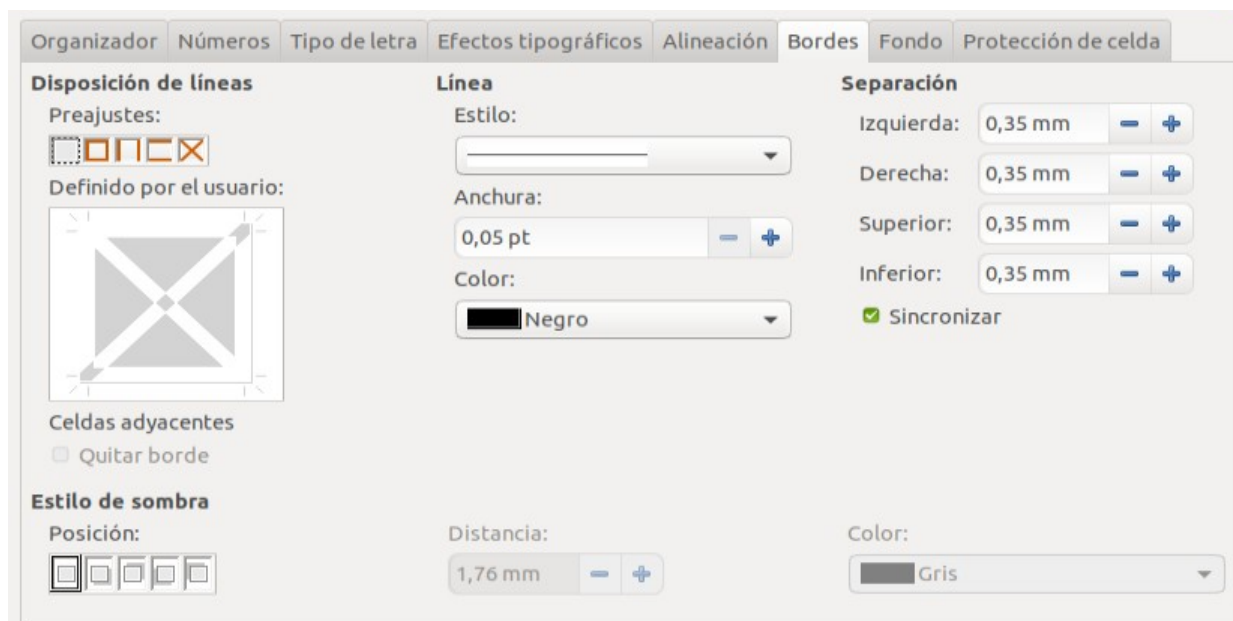 Organizador Números Tipo de letra Efectos tipográficos Alineación Bordes Fondo Protección de celda
Disposición de líneas
Preajustes:
Definido por el usuario:
Celdas adyacentes
Quitar borde
Línea
Estilo:
Anchura:
0,05 pt
Color:
Negro
Separación
Izquierda: 0,35 mm
Derecha: 0,35 mm
Superior: 0,35 mm
Inferior: 0,35 mm
Sincronizar
Estilo de sombra
Posición:
Distancia:
1,76 mm
Color:
Gris